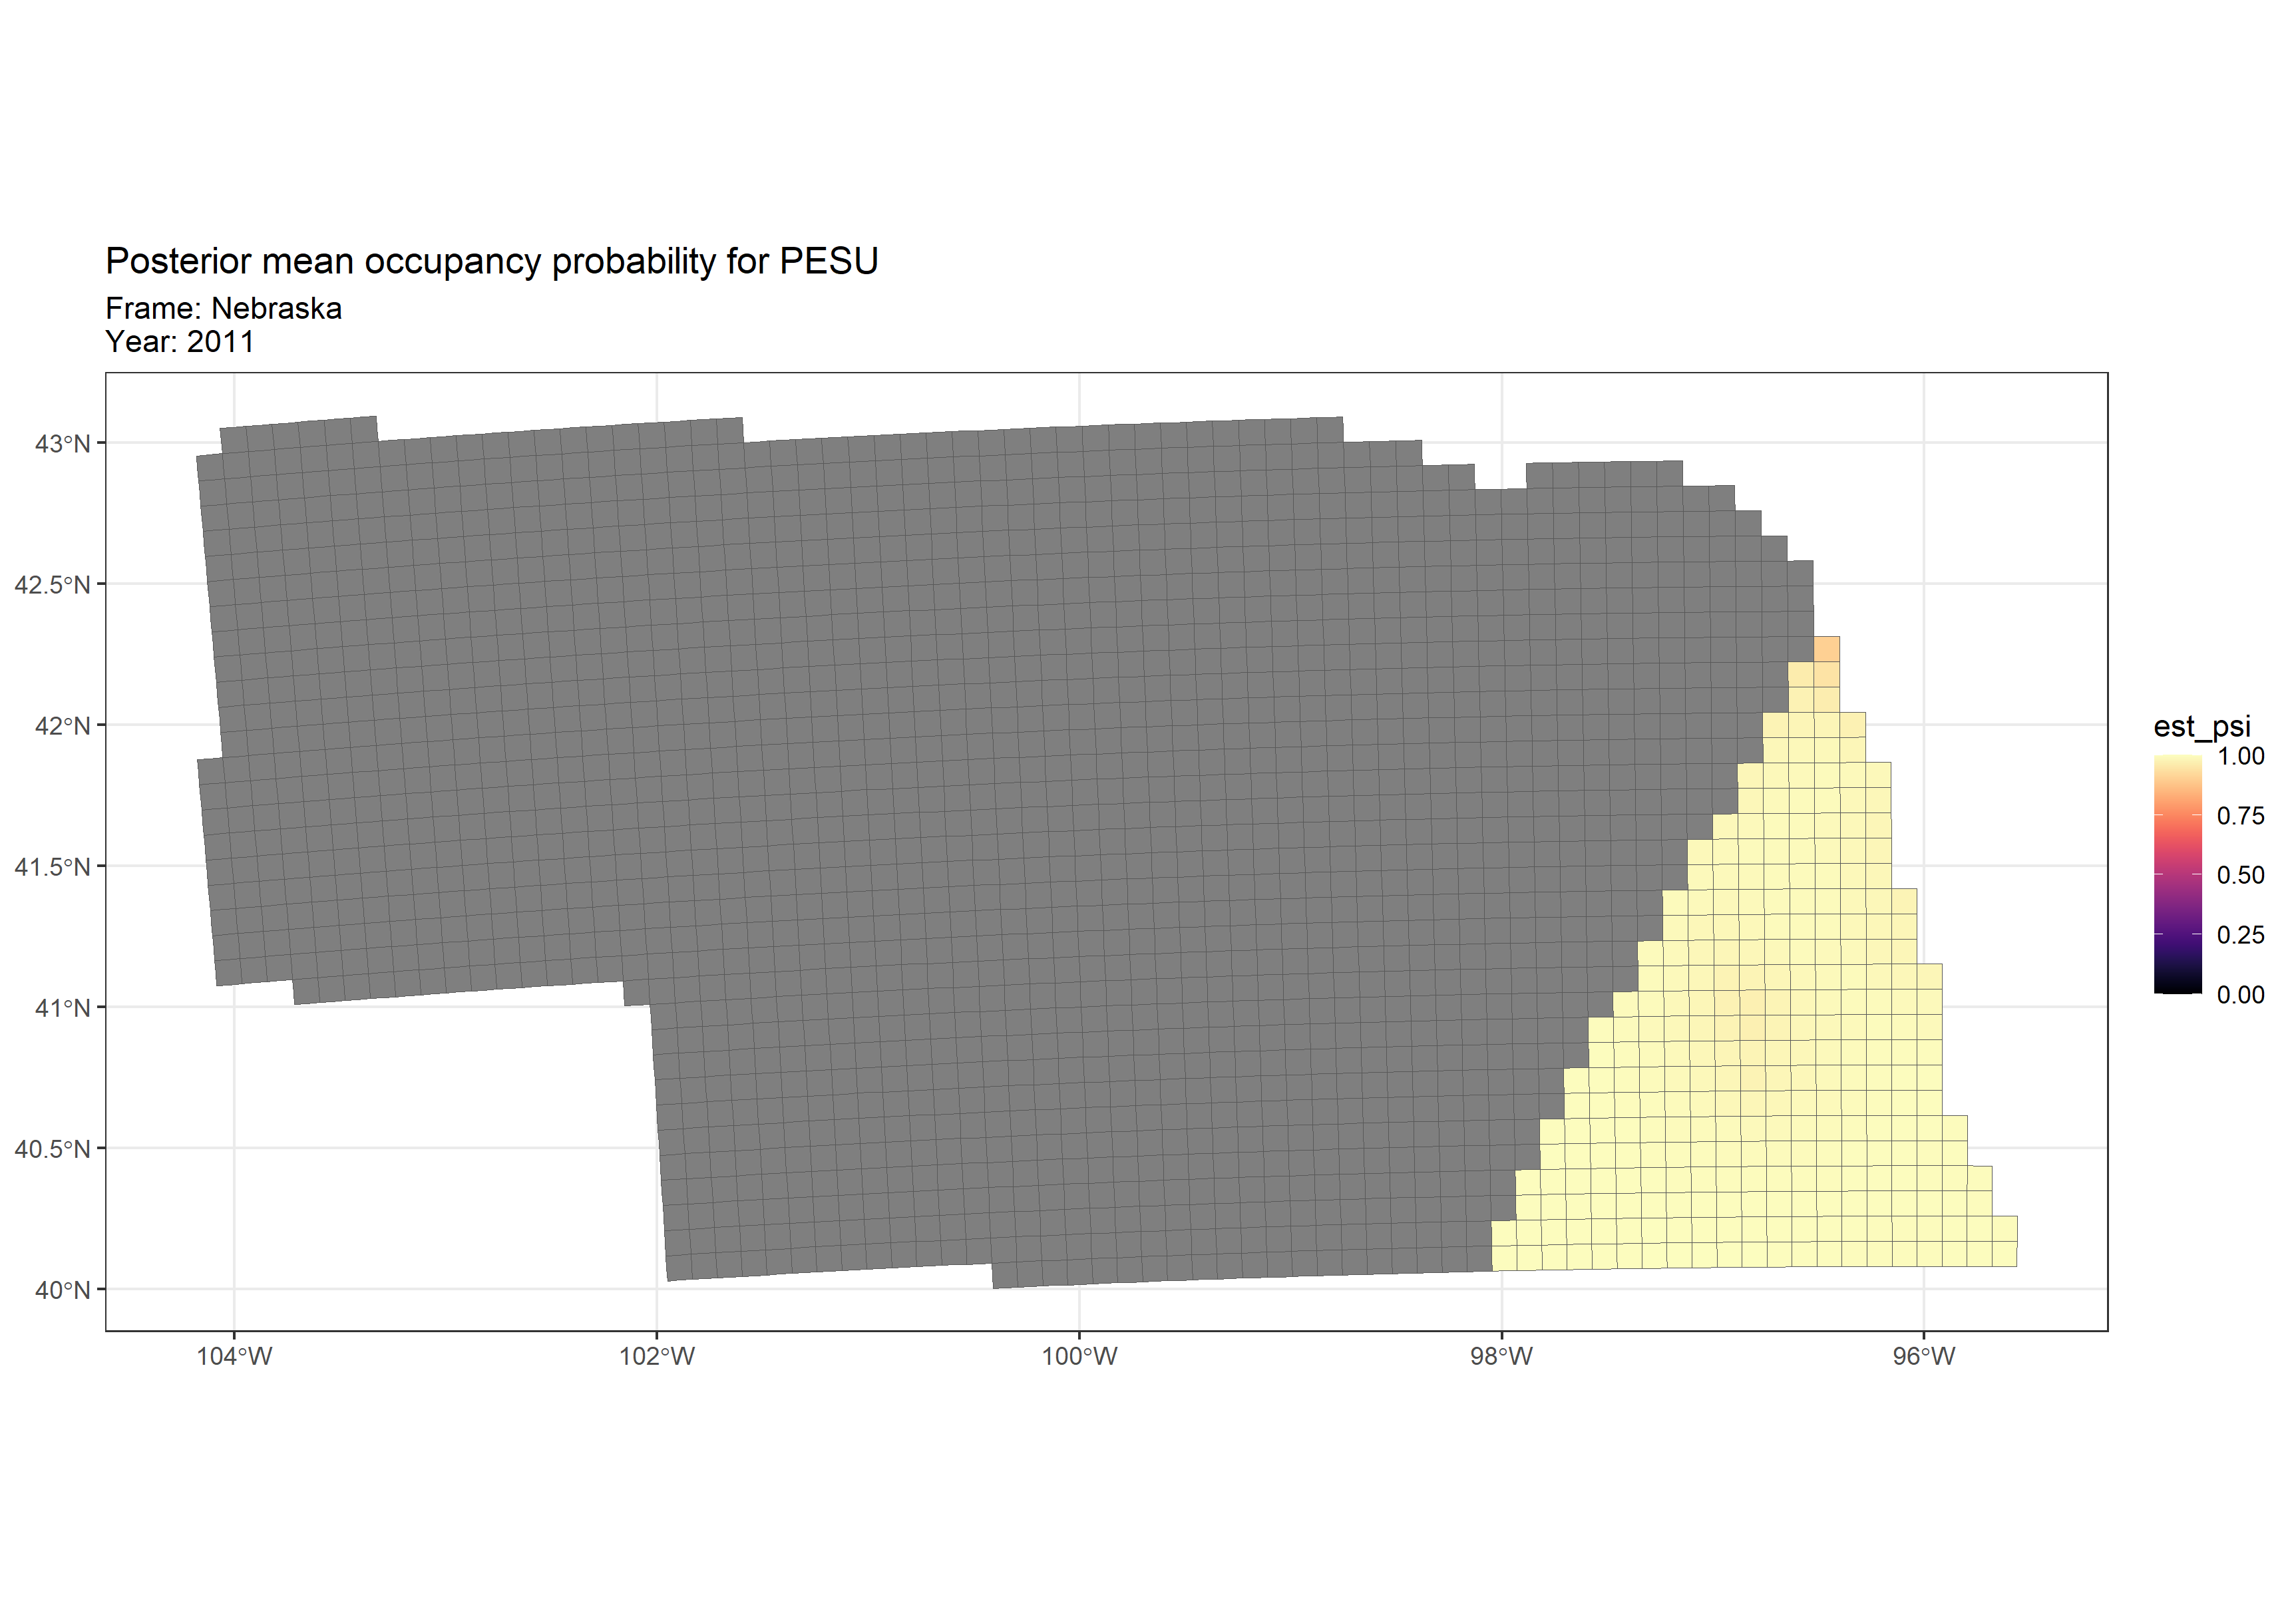 Posterior mean occupancy probability for PESU
Frame: Nebraska
Year: 2011
43°N
42.5°N
42°N
41.5°N
41°N
40.5°N
40°N
104°W
102°W
100°W
98°W
96°W
est_psi
1.00
0.75
0.50
0.25
0.00